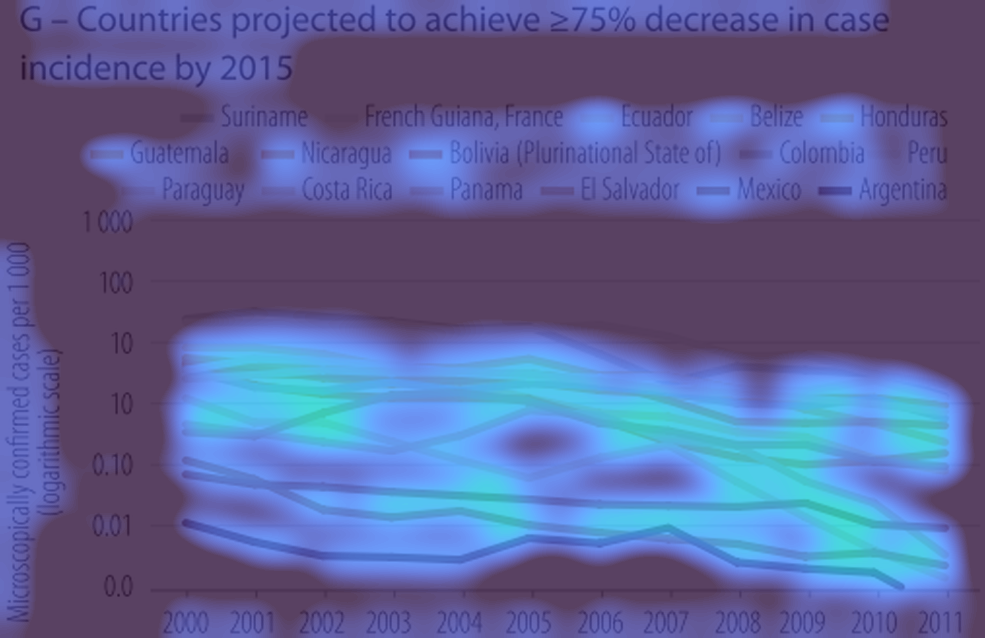 G – Countries projected to achieve ≥75% decrease in case
incidence by 2015
Suriname French Guiana, France Ecuador Belize Honduras
Guatemala Nicaragua Bolivia (Plurinational State of) Colombia Peru
Paraguay Costa Rica Panama El Salvador Mexico Argentina
Microscopically confirmed cases per 1 000
(logarithmic scale)
1 000
100
10
10
0.10
0.01
0.0
2000 2001 2002 2003 2004 2005 2006 2007 2008 2009 2010 2011